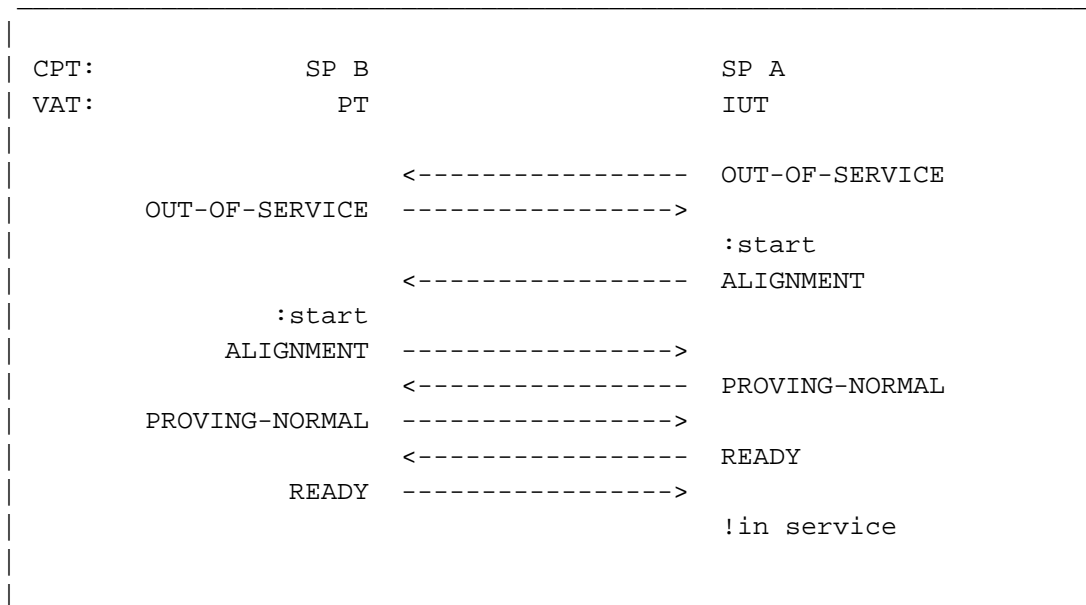 CPT: SP B SP A
VAT: PT IUT
<----------------- OUT-OF-SERVICE
OUT-OF-SERVICE ----------------->
:start
<----------------- ALIGNMENT
:start
ALIGNMENT ----------------->
<----------------- PROVING-NORMAL
PROVING-NORMAL ----------------->
<----------------- READY
READY ----------------->
!in service